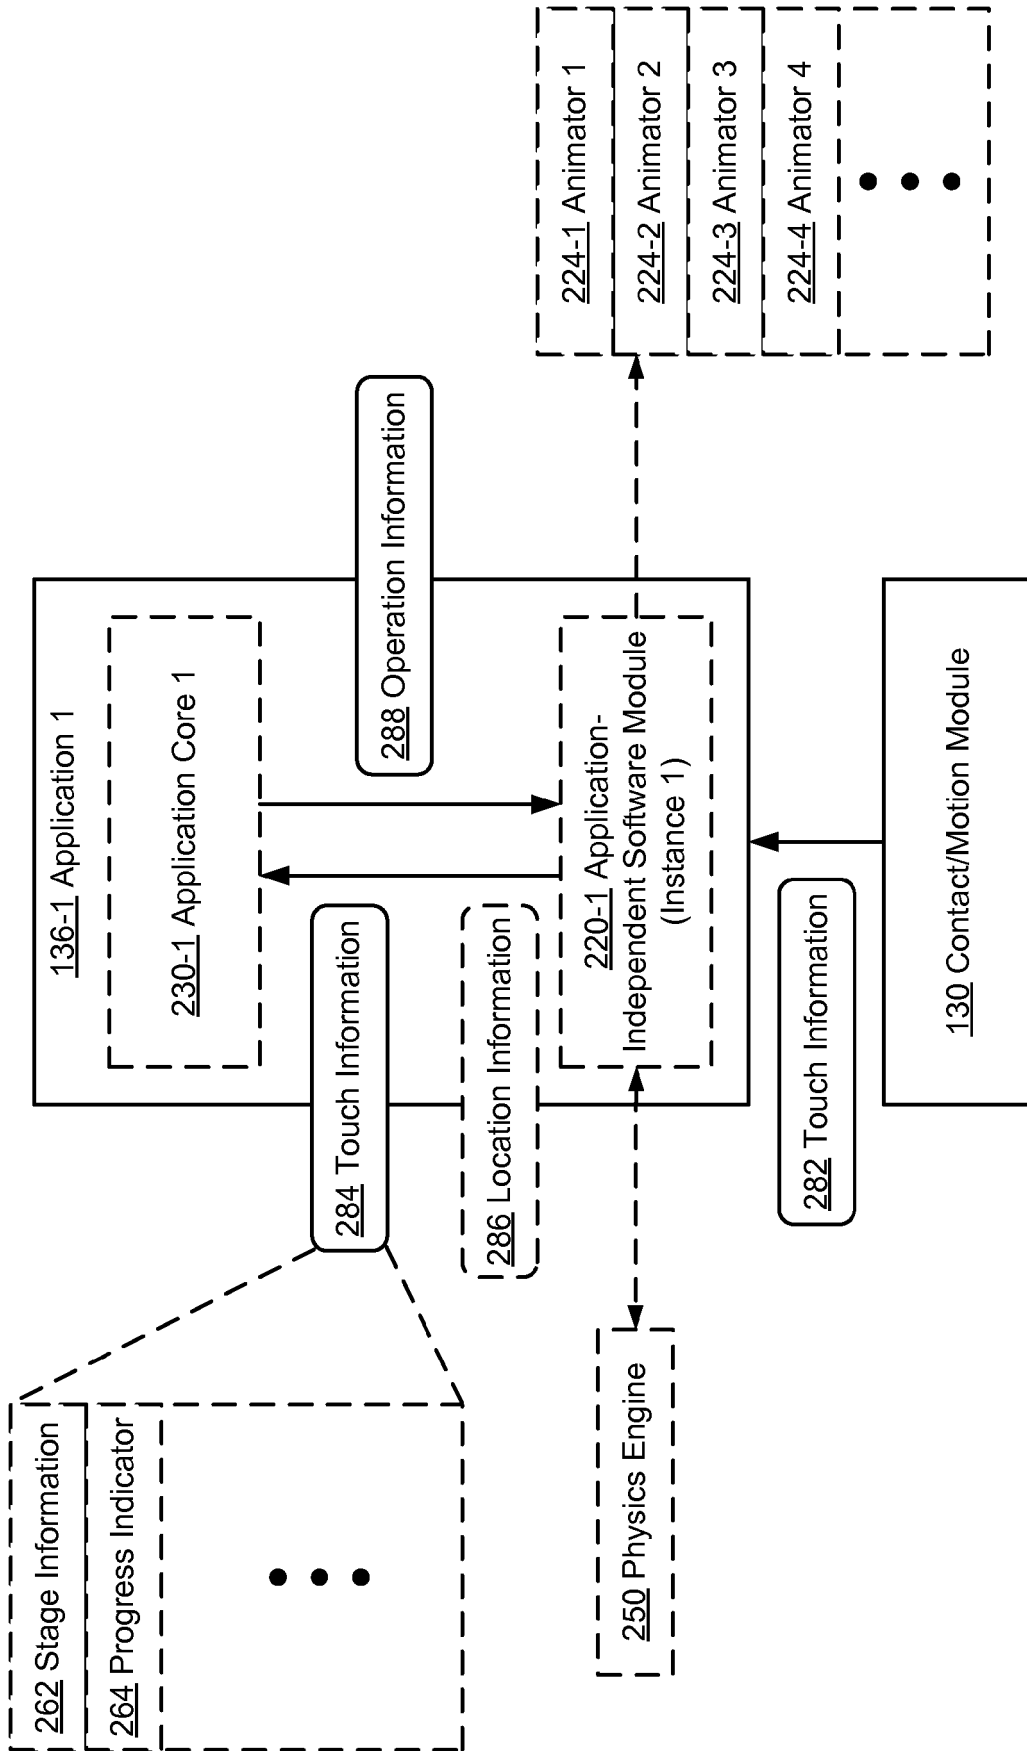 262 Stage Information
264 Progress Indicator
284 Touch Information
286 Location Information
250 Physics Engine
136-1 Application 1
230-1 Application Core 1
288 Operation Information
220-1 Application-
Independent Software Module
(Instance 1)
282 Touch Information
130 Contact/Motion Module
224-1 Animator 1
224-2 Animator 2
224-3 Animator 3
224-4 Animator 4